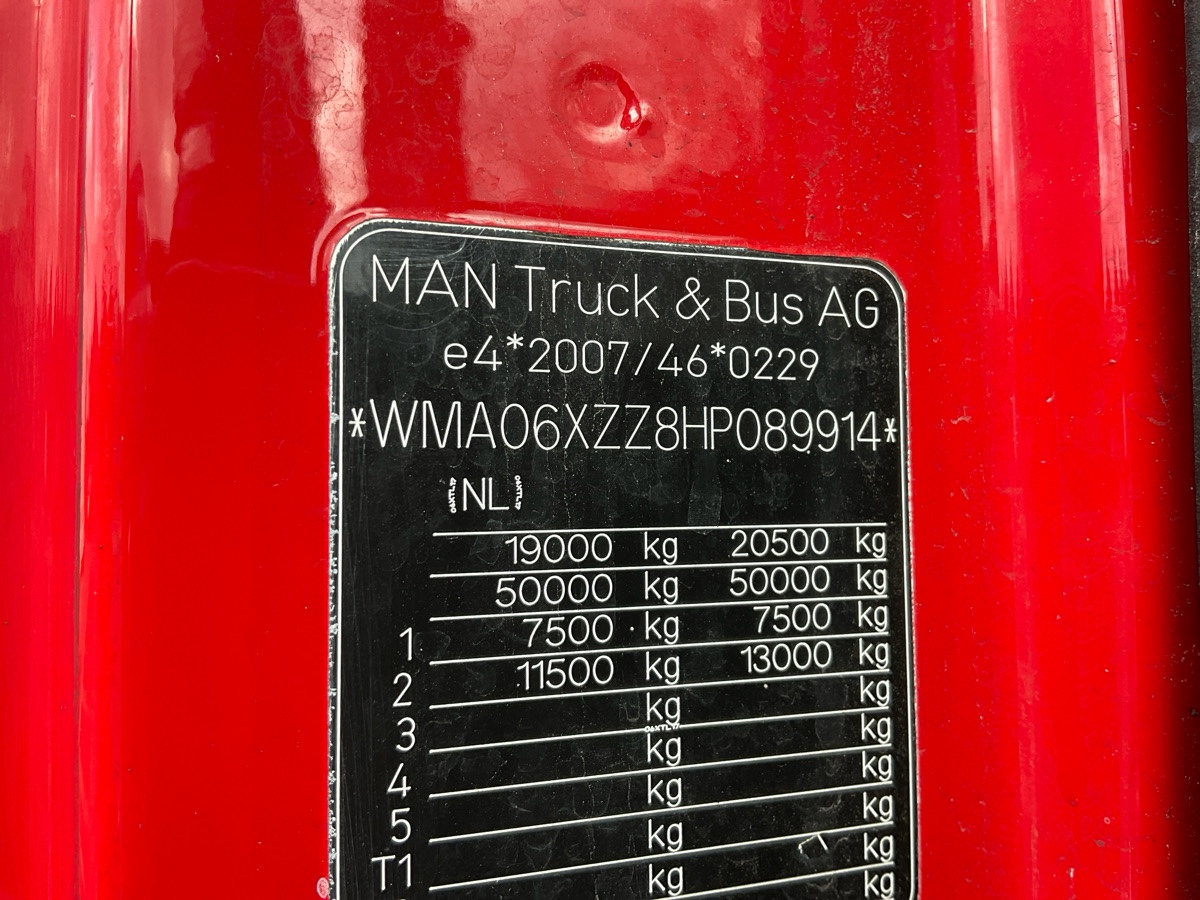 MAN Truck & Bus AG
e4*2007/46*0229
*WMA06XZZ8HP089914*
NL
19000 kg 20500 kg
50000 kg 50000 kg
1 7500 kg 7500 kg
2 11500 kg 13000 kg
3 kg kg
4 kg kg
5 kg kg
T1 kg kg
kg kg
kg